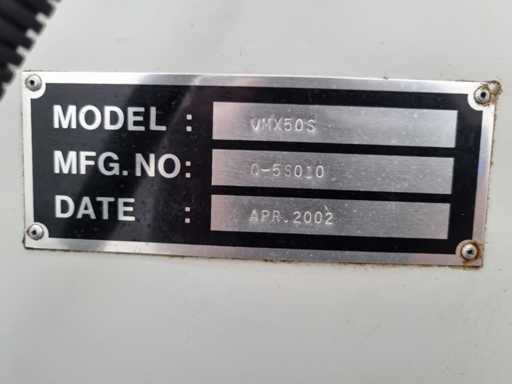 MODEL : VMX50S
MFG.NO: Q-5S010
DATE : APR.2002